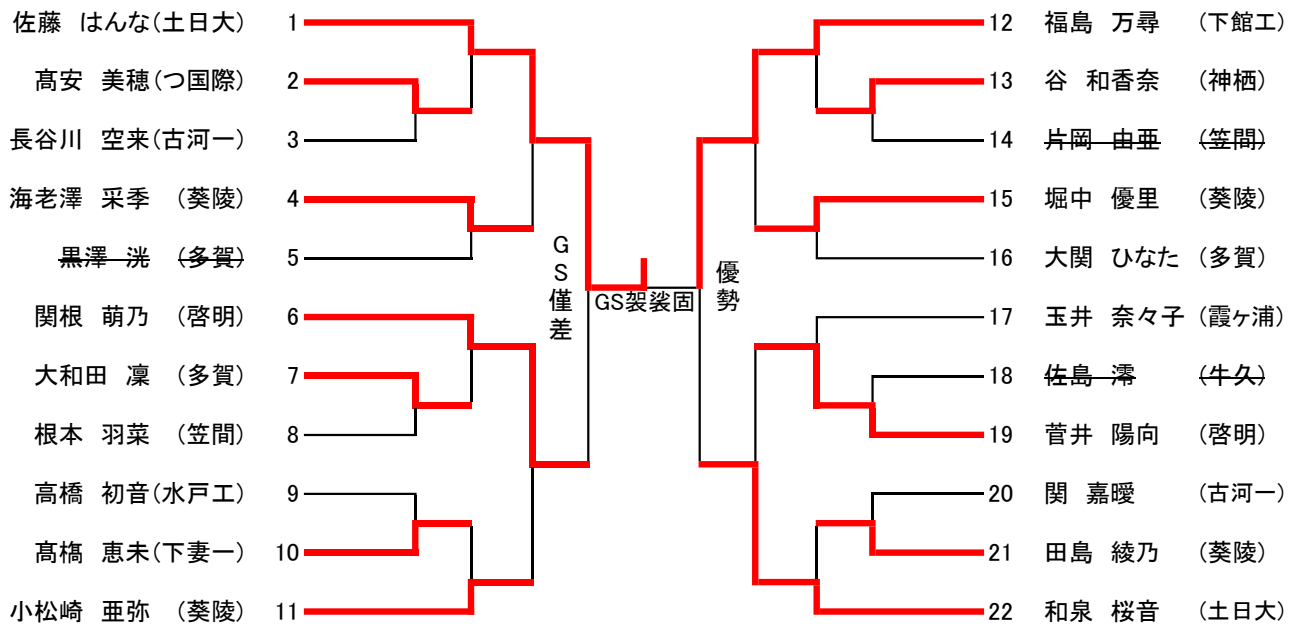 佐藤 はんな(土日大) 1
髙安 美穂(つ国際) 2
長谷川 空来(古河一) 3
海老澤 采季 (葵陵) 4
黒澤 洸 (多賀) 5
関根 萌乃 (啓明) 6
大和田 凜 (多賀) 7
根本 羽菜 (笠間) 8
高橋 初音(水戸工) 9
髙橋 恵未(下妻一) 10
小松崎 亜弥 (葵陵) 11
GS僅差
GS袈裟固
優勢
12 福島 万尋 (下館工)
13 谷 和香奈 (神栖)
14 片岡 由亜 (笠間)
15 堀中 優里 (葵陵)
16 大関 ひなた (多賀)
17 玉井 奈々子 (霞ヶ浦)
18 佐島 澪 (牛久)
19 菅井 陽向 (啓明)
20 関 嘉曖 (古河一)
21 田島 綾乃 (葵陵)
22 和泉 桜音 (土日大)